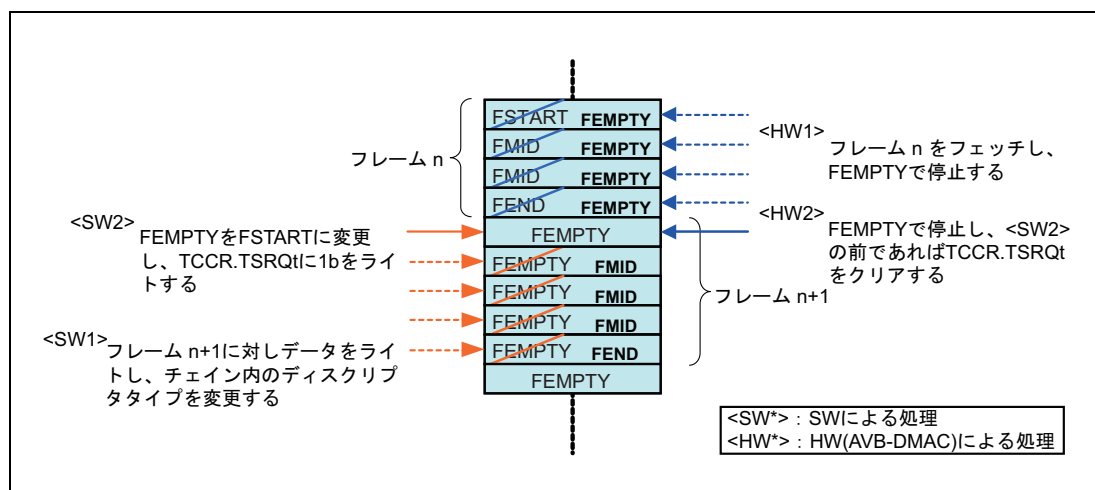 フレーム n
FSTART FEMPTY
FMID FEMPTY
FMID FEMPTY
FEND FEMPTY
FEMPTY
FEMPTY FMID
FEMPTY FMID
FEMPTY FMID
FEMPTY FEND
FEMPTY
<HW1>
フレーム n をフェッチし、
FEMPTYで停止する
<HW2>
FEMPTYで停止し、<SW2>
の前であればTCCR.TSRQt
をクリアする
フレーム n+1
<SW2>
FEMPTYをFSTARTに変更
し、TCCR.TSRQtに1bをライ
トする
<SW1>
フレーム n+1に対しデータをライ
トし、チェイン内のディスクリプ
タタイプを変更する
<SW*> : SWによる処理
<HW*> : HW(AVB-DMAC)による処理